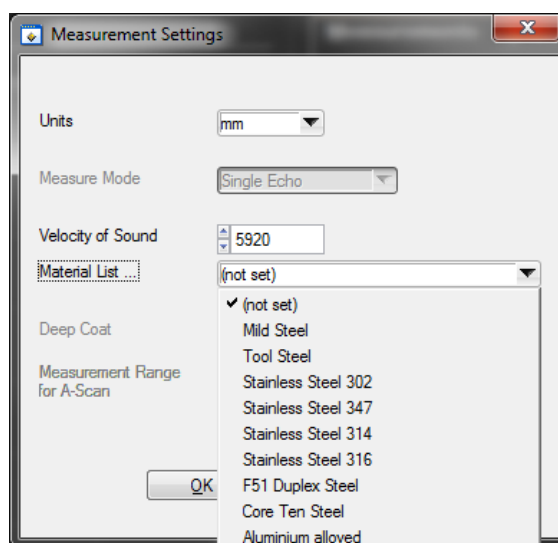 Measurement Settings
Units
mm
Measure Mode
Single Echo
Velocity of Sound
5920
Material List ...
(not set)
(not set)
Mild Steel
Deep Coat
Tool Steel
Stainless Steel 302
Measurement Range
for A-Scan
Stainless Steel 347
Stainless Steel 314
Stainless Steel 316
OK
F51 Duplex Steel
Core Ten Steel
Aluminium alloyed